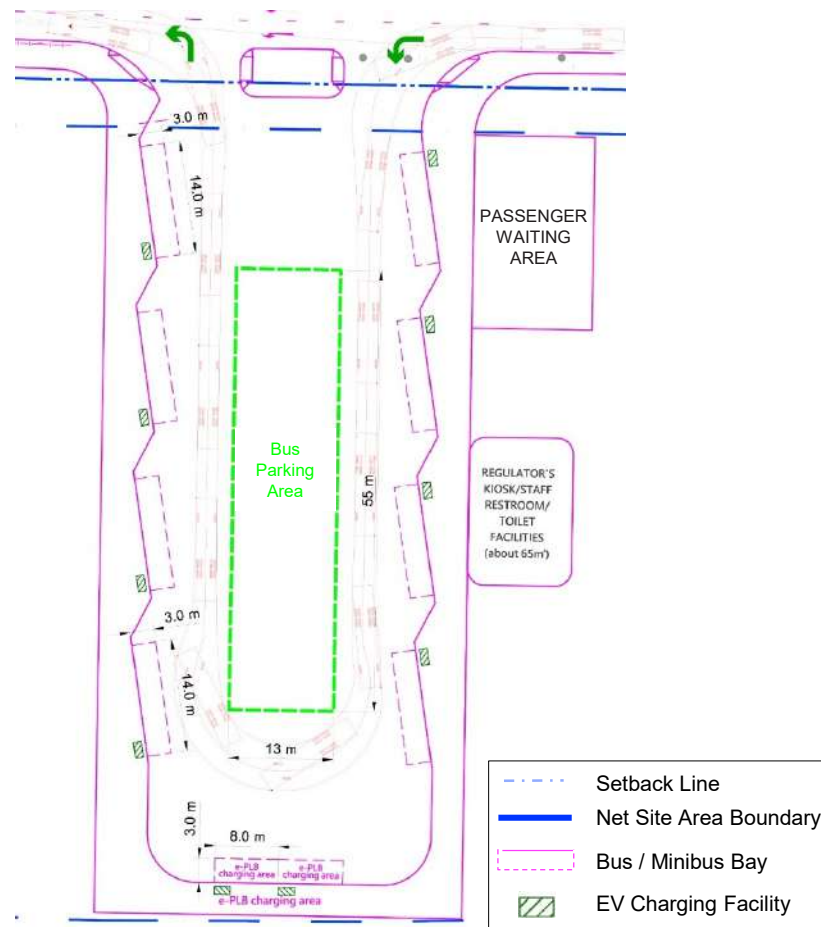 3.0 m
14.0 m
PASSENGER
WAITING
AREA
Bus
Parking
Area
55 m
REGULATOR'S
KIOSK/STAFF
RESTROOM/
TOILET
FACILITIES
(about 65m²)
3.0 m
14.0 m
13 m
3.0 m
8.0 m
e-PLB
charging area
e-PLB
charging area
e-PLB charging area
Setback Line
Net Site Area Boundary
Bus / Minibus Bay
EV Charging Facility